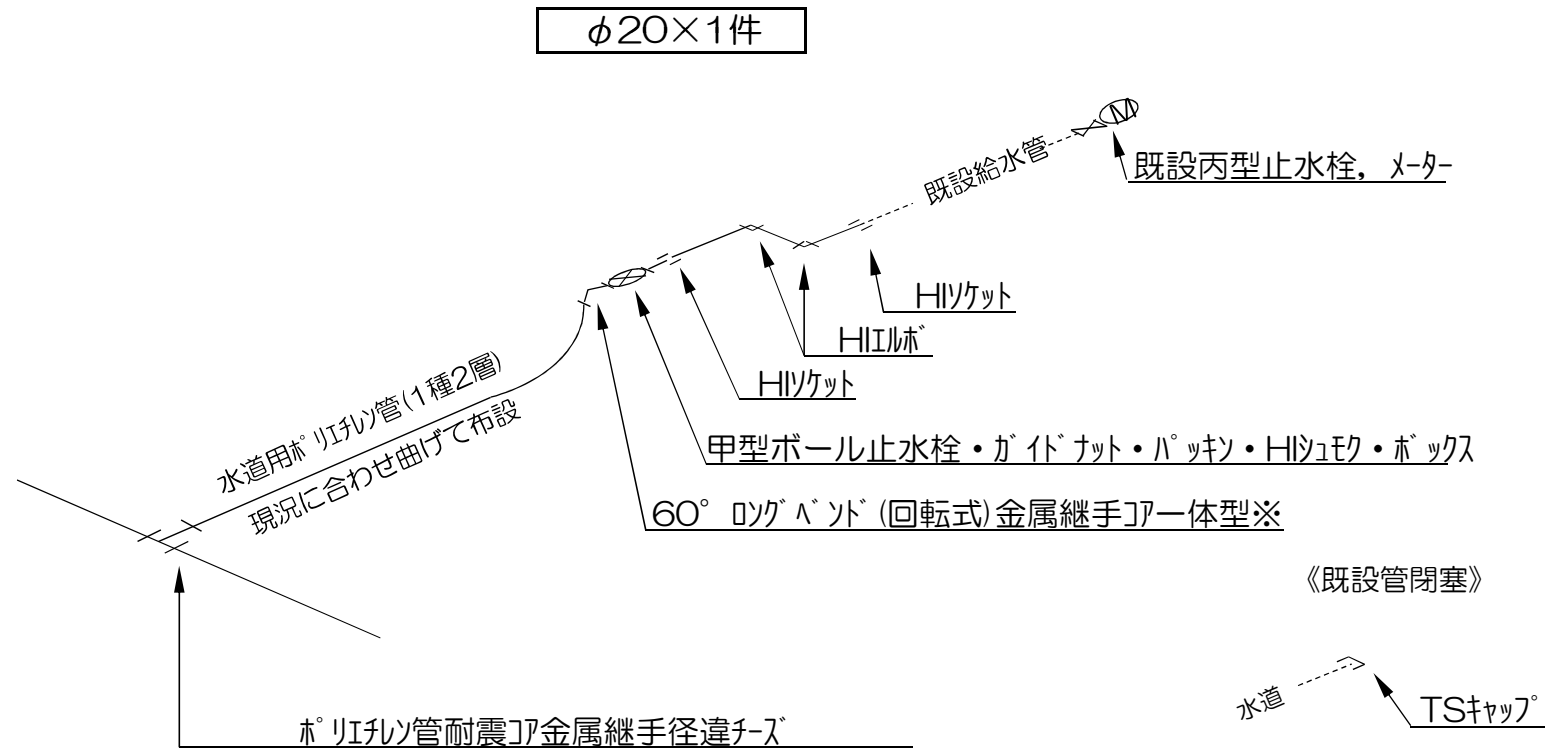 φ20×1件
M
既設給水管
既設丙型止水栓，ﾒｰﾀｰ
HIｿｹｯﾄ
HIｴﾙﾎﾞ
HIｿｹｯﾄ
水道用ﾎﾟﾘｴﾁﾚﾝ管(1種2層)
現況に合わせ曲げて布設
甲型ボール止水栓・ｶﾞｲﾄﾞﾅｯﾄ・ﾊﾟｯｷﾝ・HIｼｭﾓｸ・ﾎﾞｯｸｽ
60°ﾛﾝｸﾞﾍﾞﾝﾄﾞ(回転式)金属継手ｺｱ一体型※
《既設管閉塞》
水道
TSｷｬｯﾌﾟ
ﾎﾟﾘｴﾁﾚﾝ管耐震ｺｱ金属継手径違ﾁｰｽﾞ